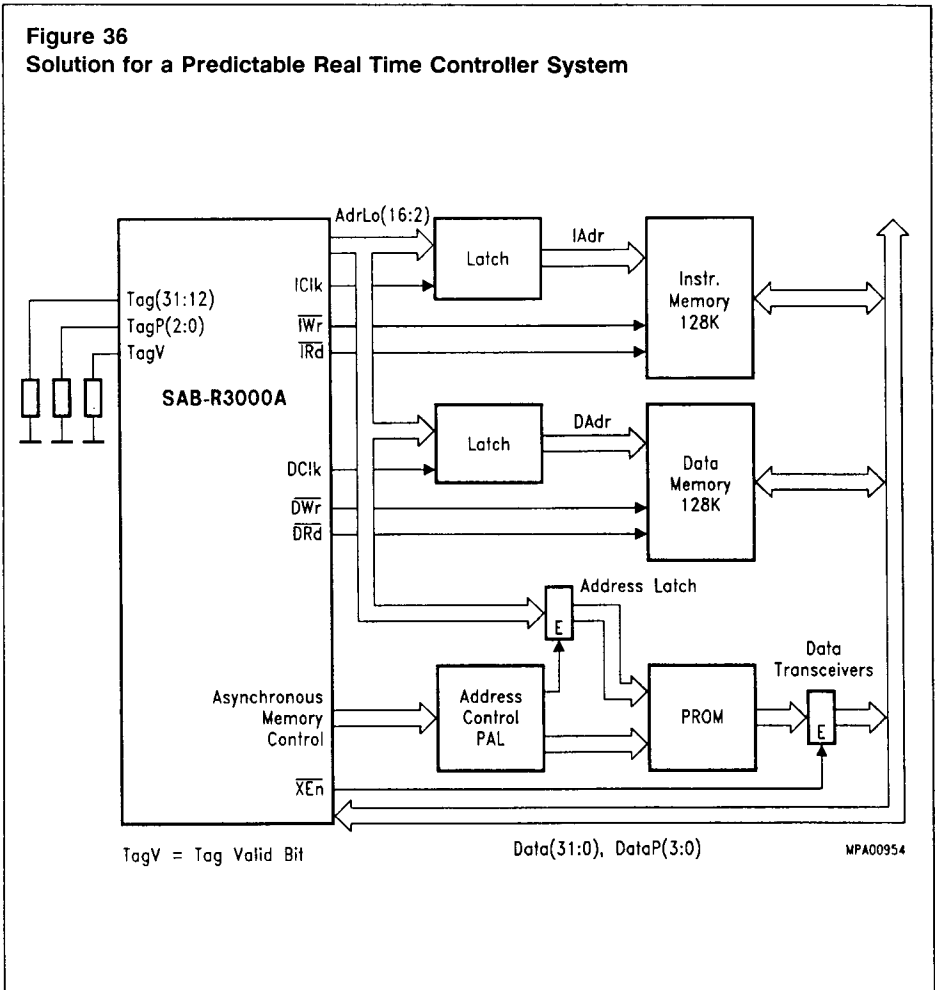 Figure 36
Solution for a Predictable Real Time Controller System
AdrLo(16:2)
Latch
IAdr
Instr.
Memory
128K
IClk
Tag(31:12)
IWr
TagP(2:0)
IRd
TagV
SAB-R3000A
Latch
DAdr
Data
Memory
128K
DClk
DWr
DRd
Address Latch
E
Data
Transceivers
Asynchronous
Memory
Control
Address
Control
PAL
PROM
E
XEn
TagV = Tag Valid Bit
Data(31:0), DataP(3:0)
MPA00954